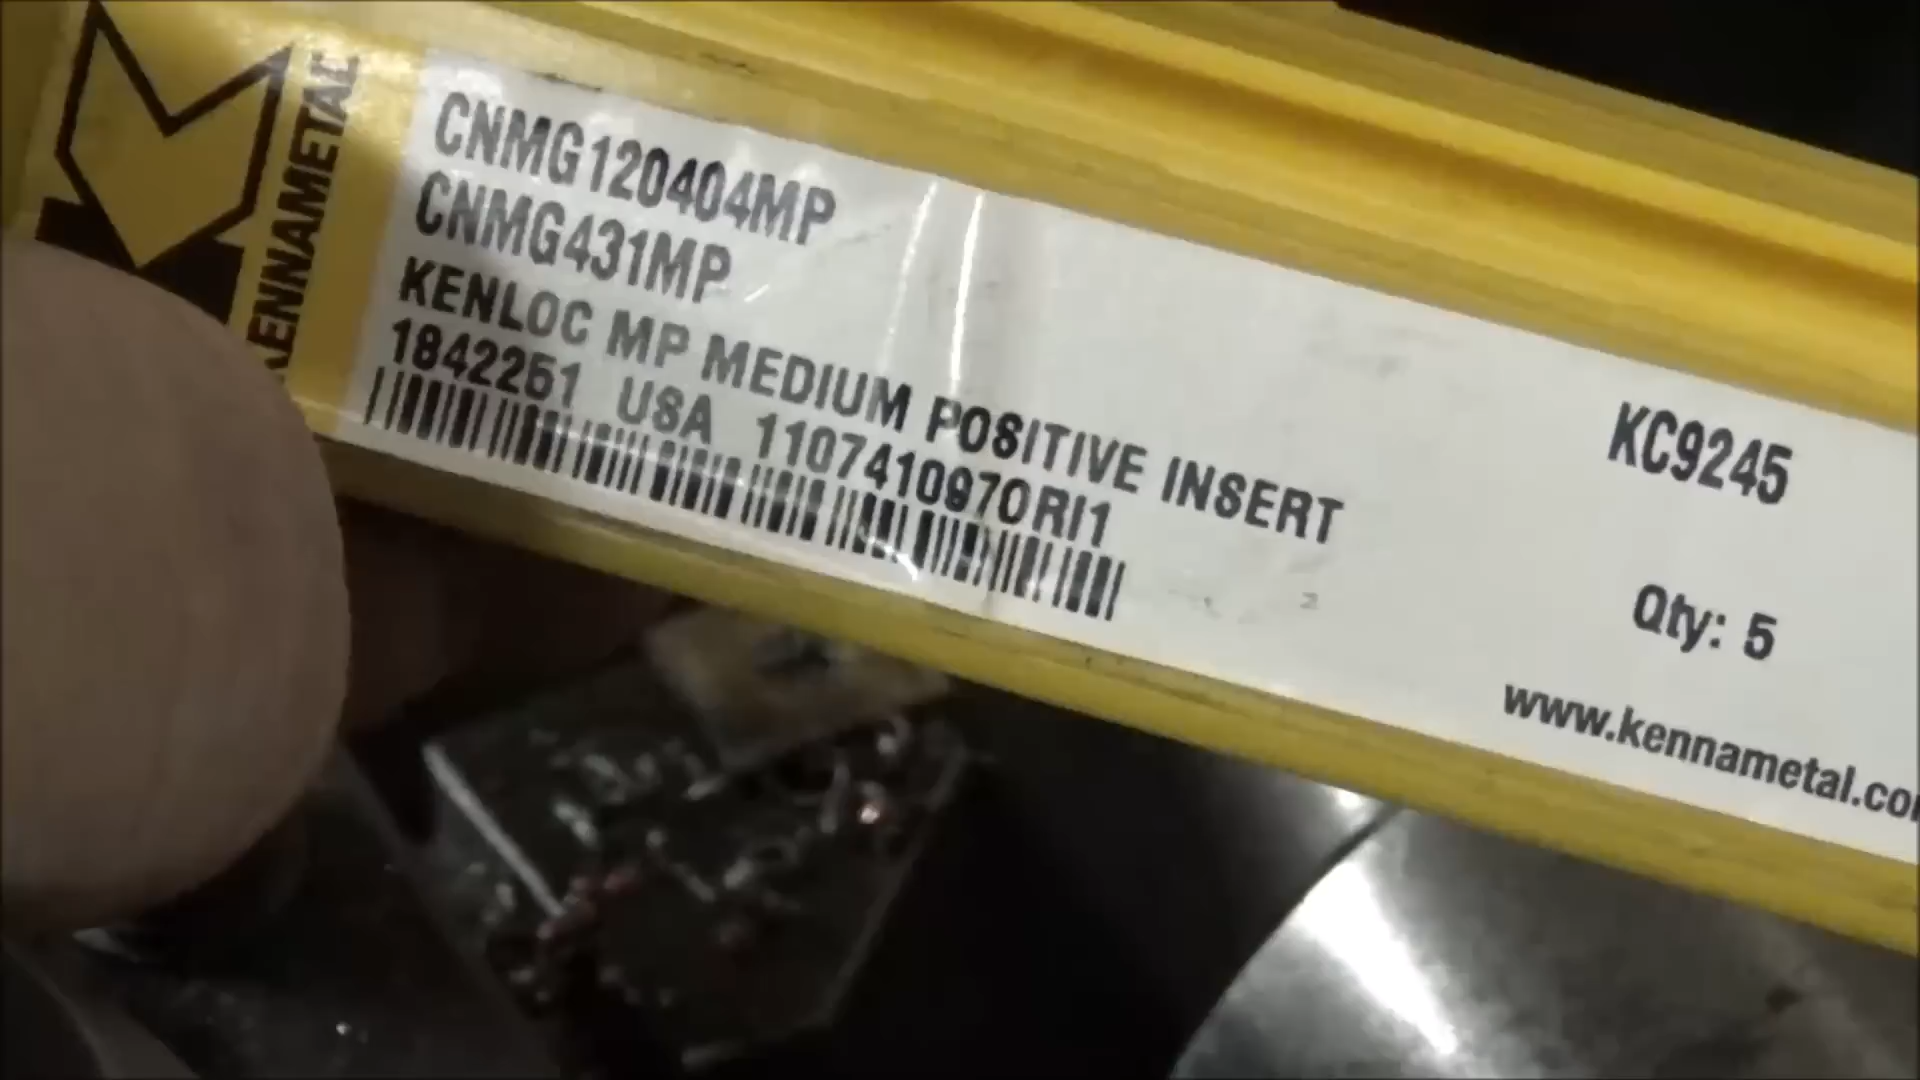 KENNAMETAL
CNMG120404MP
CNMG431MP
KENLOC MP MEDIUM POSITIVE INSERT
1842251 USA 1107410970RI1
KC9245
Qty: 5
www.kennametal.co